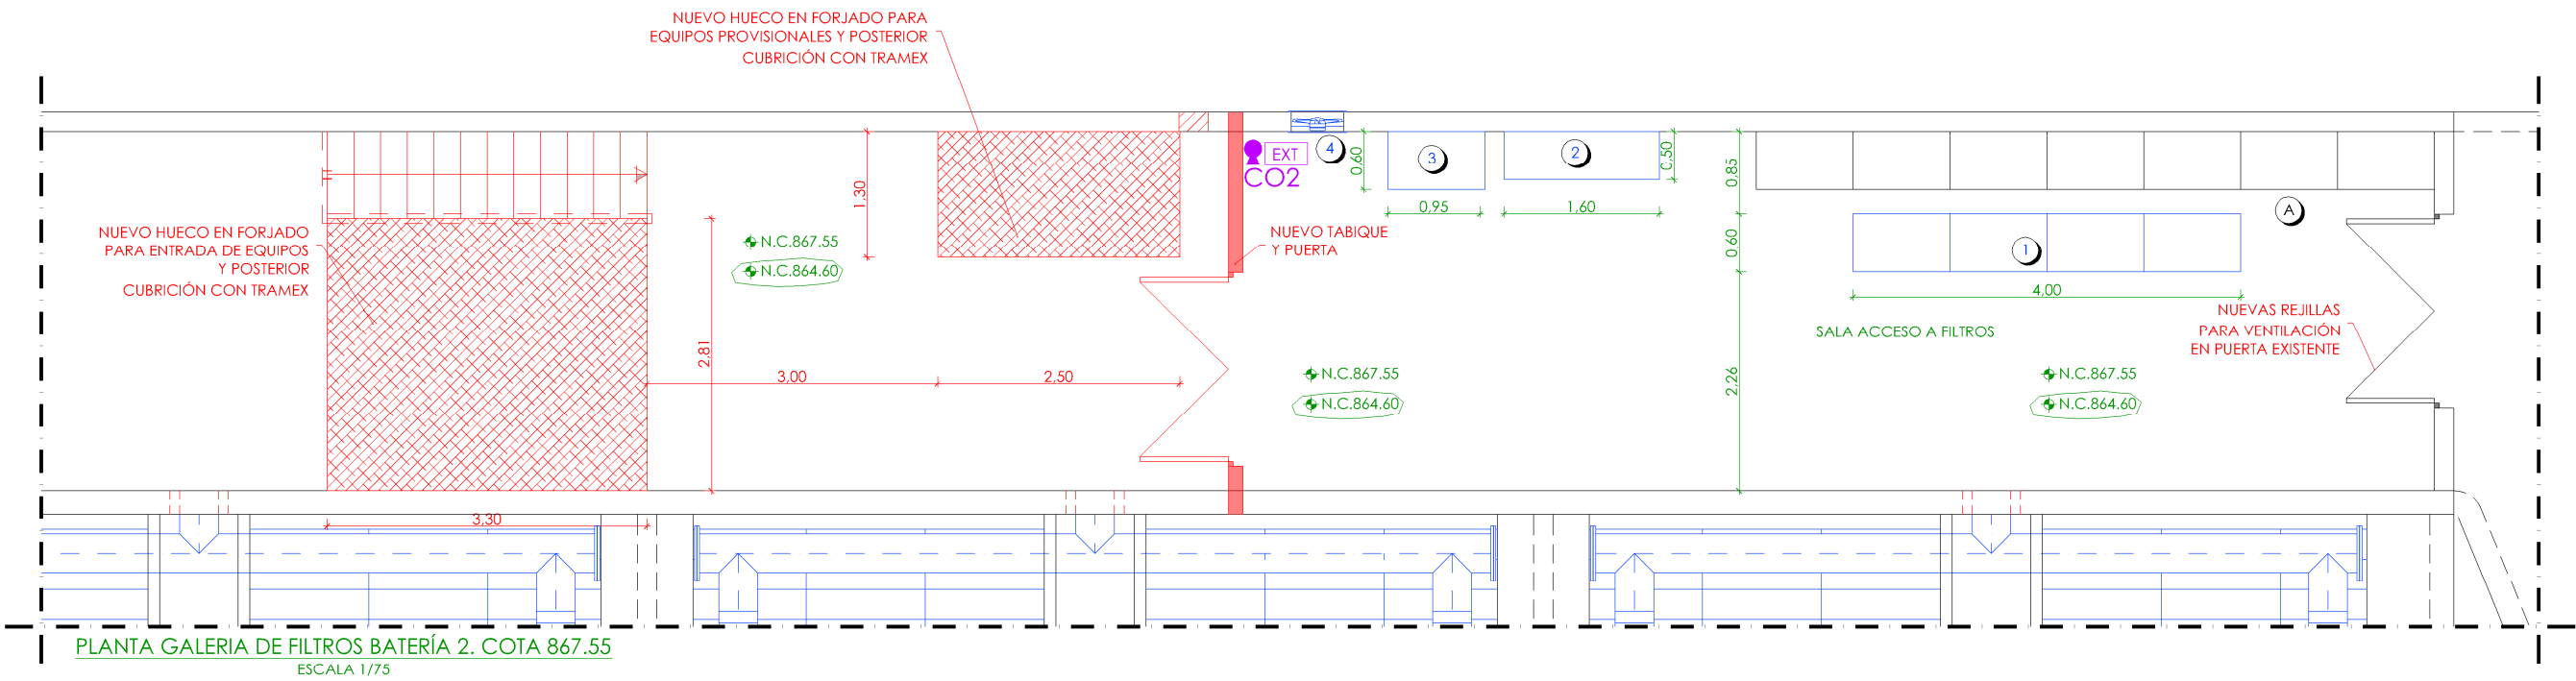 NUEVO HUECO EN FORJADO PARA
EQUIPOS PROVISIONALES Y POSTERIOR
CUBRICIÓN CON TRAMEX
NUEVO HUECO EN FORJADO
PARA ENTRADA DE EQUIPOS
Y POSTERIOR
CUBRICIÓN CON TRAMEX
1,30
2,81
3,00
2,50
3,30
N.C.867.55
N.C.864.60
EXT
CO2
4
3
2
0,60
0,50
0,95
1,60
NUEVO TABIQUE
Y PUERTA
N.C.867.55
N.C.864.60
0,85
0,60
2,26
A
1
4,00
SALA ACCESO A FILTROS
NUEVAS REJILLAS
PARA VENTILACIÓN
EN PUERTA EXISTENTE
N.C.867.55
N.C.864.60
PLANTA GALERIA DE FILTROS BATERÍA 2. COTA 867.55
ESCALA 1/75